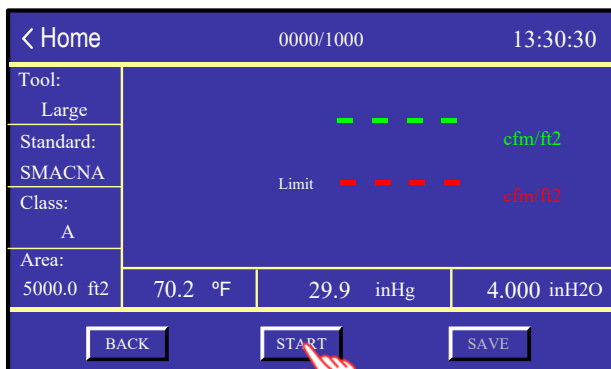 < Home 0000/1000 13:30:30
Tool:
Large
Standard:
SMACNA
Class:
A
Area:
5000.0 ft2
- - - - cfm/ft2
Limit - - - - cfm/ft2
70.2 ºF 29.9 inHg 4.000 inH2O
BACK START SAVE